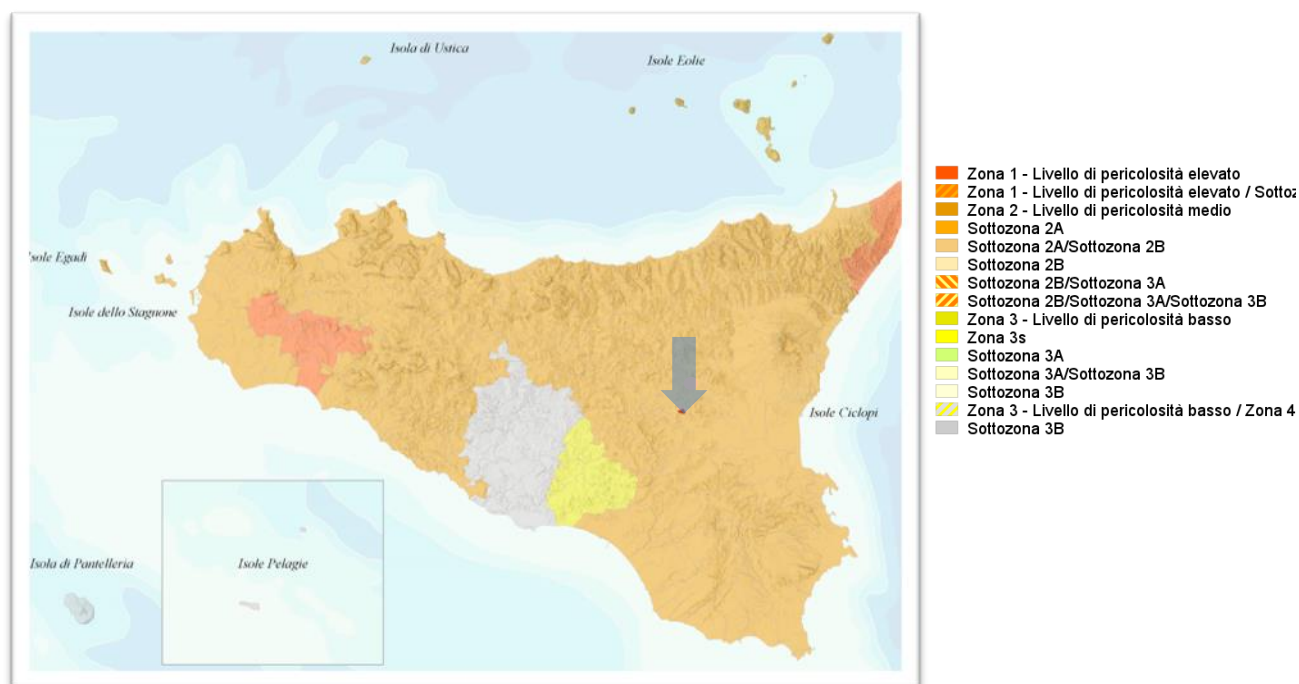 Isola di Ustica
Isole Eolie
Isole Egadi
Isole dello Stagnone
Isole Ciclopi
Isola di Pantelleria
Isole Pelagie
Zona 1 - Livello di pericolosità elevato
Zona 1 - Livello di pericolosità elevato / Sottoz
Zona 2 - Livello di pericolosità medio
Sottozona 2A
Sottozona 2A/Sottozona 2B
Sottozona 2B
Sottozona 2B/Sottozona 3A
Sottozona 2B/Sottozona 3A/Sottozona 3B
Zona 3 - Livello di pericolosità basso
Zona 3s
Sottozona 3A
Sottozona 3A/Sottozona 3B
Sottozona 3B
Zona 3 - Livello di pericolosità basso / Zona 4
Sottozona 3B